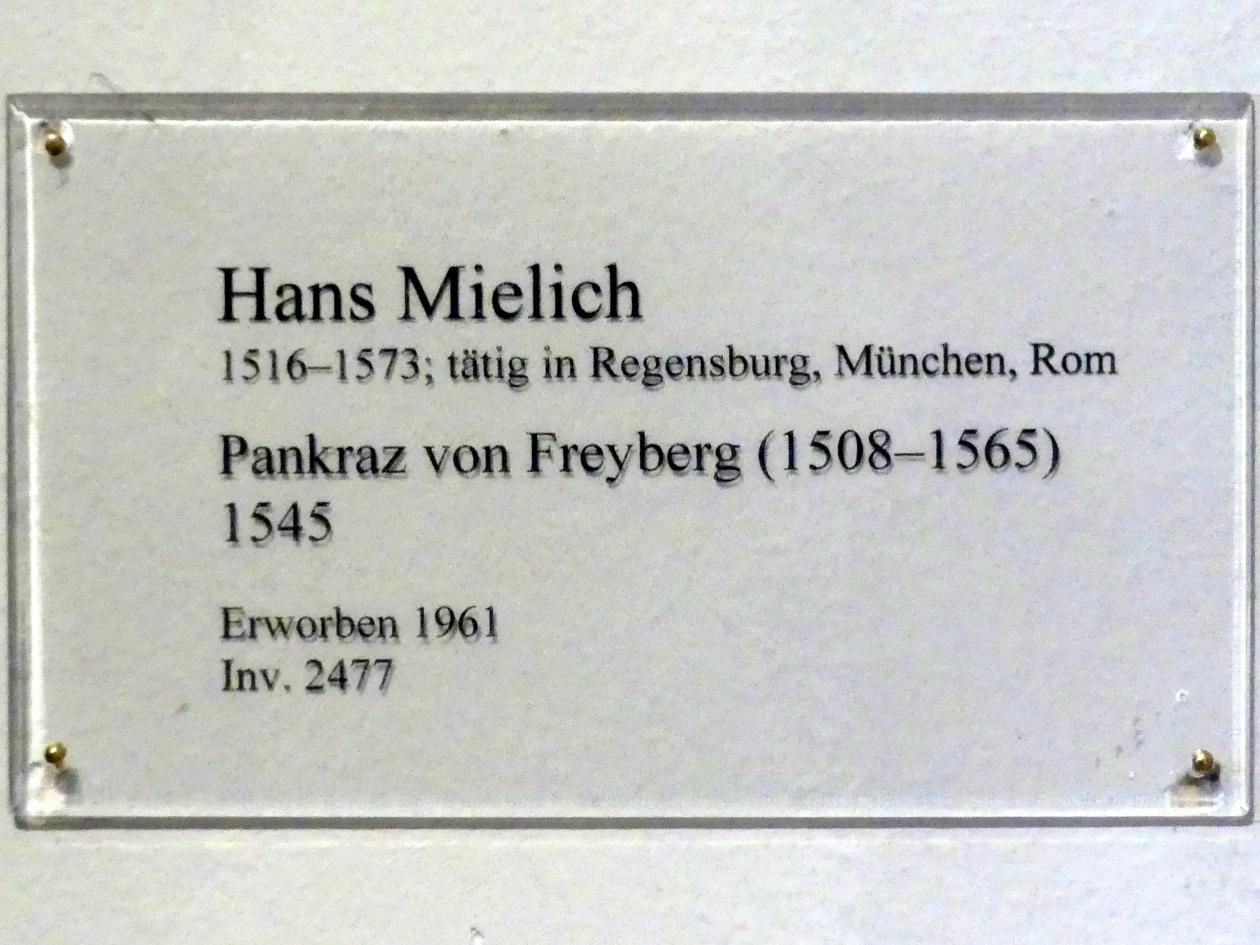 Hans Mielich
1516–1573; tätig in Regensburg, München, Rom
Pankraz von Freyberg (1508–1565)
1545
Erworben 1961
Inv. 2477